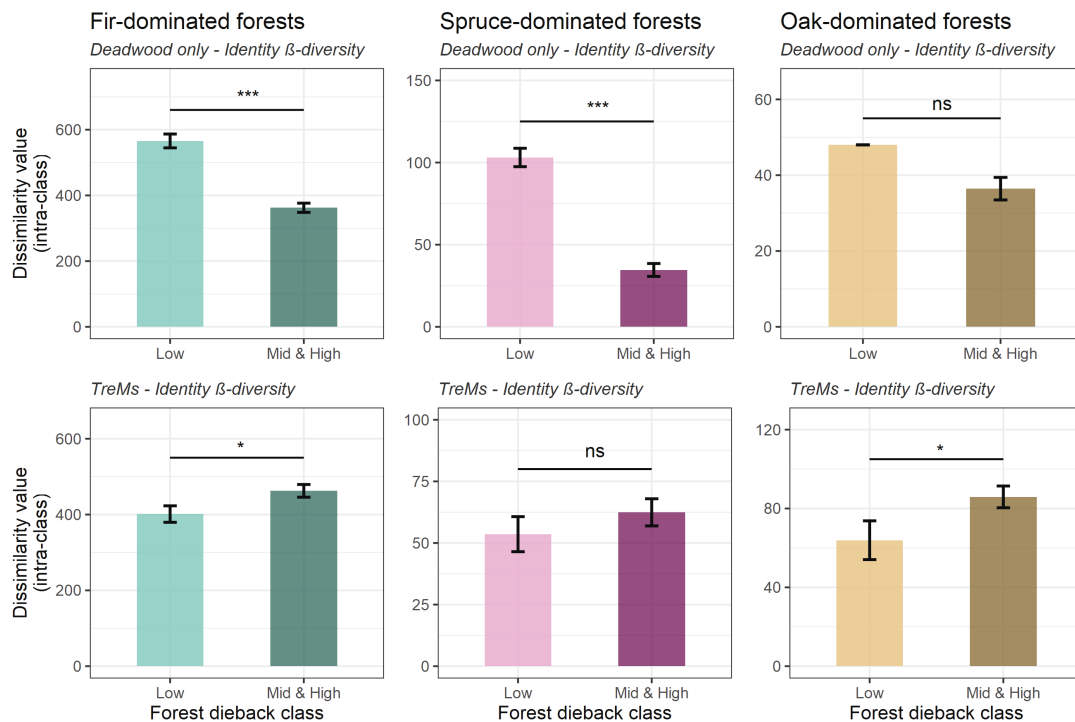 Fir-dominated forests
Deadwood only - Identity ß-diversity
Dissimilarity value
(intra-class)
600
400
200
0
***
Low
Mid & High
Spruce-dominated forests
Deadwood only - Identity ß-diversity
150
100
50
0
***
Low
Mid & High
Oak-dominated forests
Deadwood only - Identity ß-diversity
60
40
20
0
ns
Low
Mid & High
TreMs - Identity ß-diversity
Dissimilarity value
(intra-class)
600
400
200
0
*
Low
Mid & High
Forest dieback class
TreMs - Identity ß-diversity
100
75
50
25
0
ns
Low
Mid & High
Forest dieback class
TreMs - Identity ß-diversity
120
80
40
0
*
Low
Mid & High
Forest dieback class